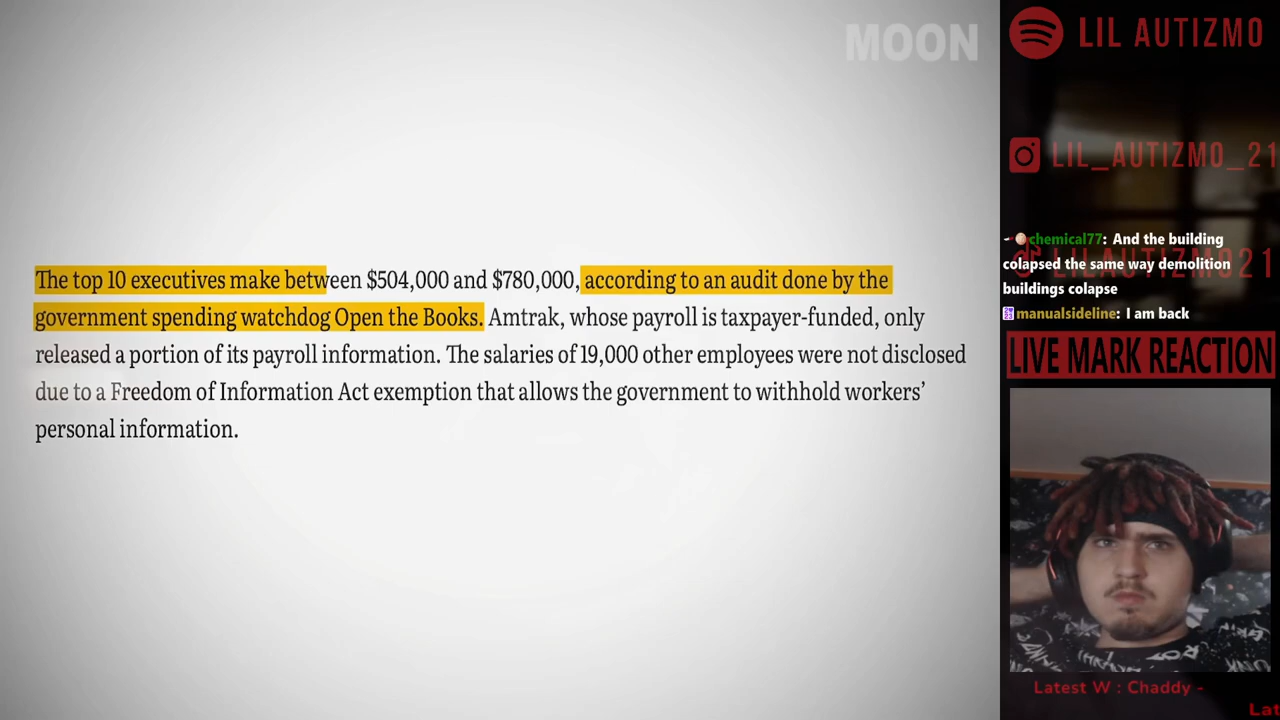 MOON
The top 10 executives make between $504,000 and $780,000, according to an audit done by the
government spending watchdog Open the Books. Amtrak, whose payroll is taxpayer-funded, only
released a portion of its payroll information. The salaries of 19,000 other employees were not disclosed
due to a Freedom of Information Act exemption that allows the government to withhold workers’
personal information.
LIL AUTIZMO
LIL_AUTIZMO_21
LILAUTIZMO21
chemical77: And the building
colapsed the same way demolition
buildings colapse
manualsideline: I am back
LIVE MARK REACTION
Latest W : Chaddy -
Lat